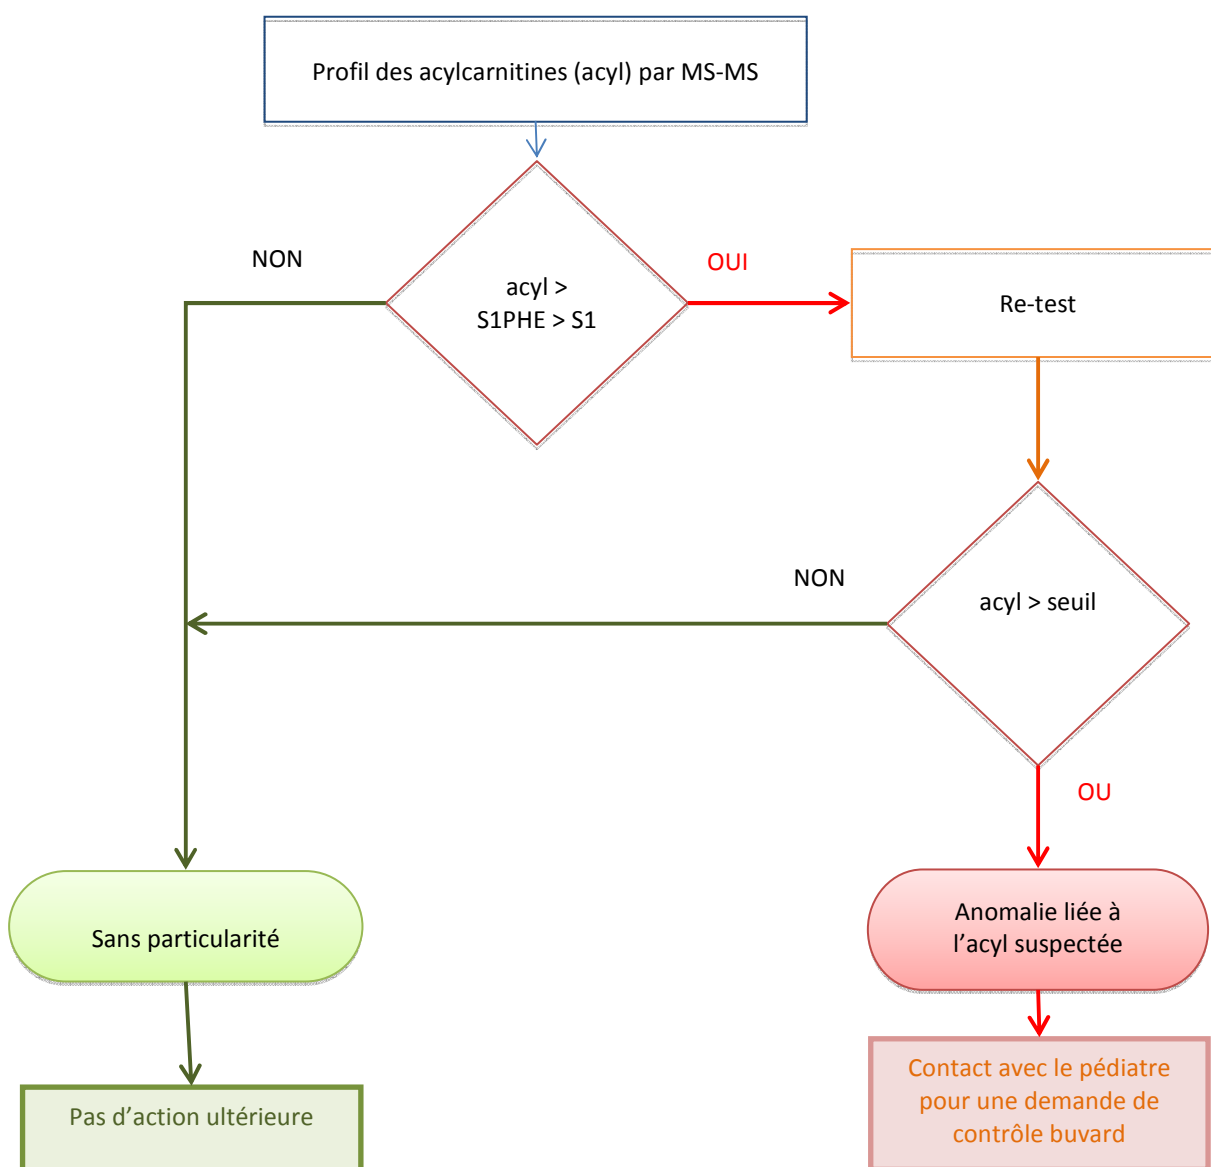 Profil des acylcarnitines (acyl) par MS-MS
NON
OUI
acyl >
S1PHE > S1
Re-test
NON
acyl > seuil
OU
Sans particularité
Anomalie liée à
l’acyl suspectée
Pas d’action ultérieure
Contact avec le pédiatre
pour une demande de
contrôle buvard